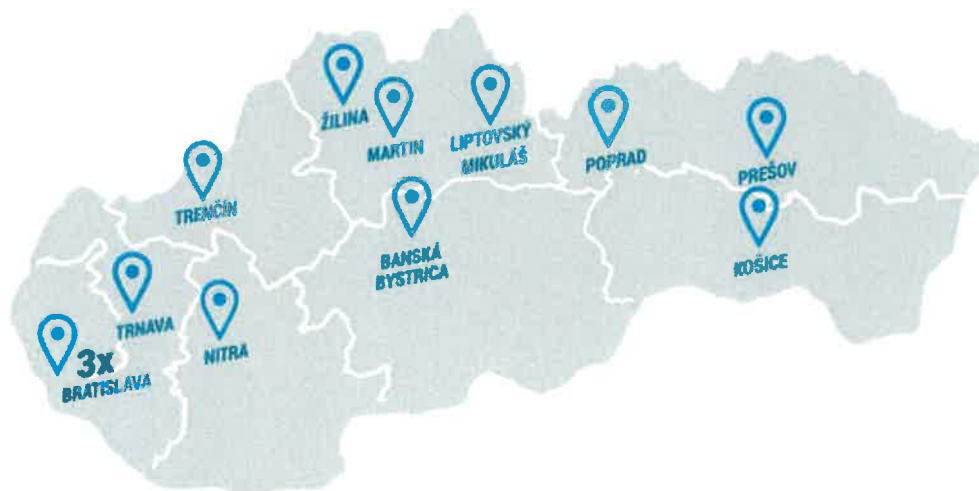 ŽILINA
MARTIN
LIPTOVSKÝ
MIKULÁŠ
POPRAD
PREŠOV
TRENČÍN
BANSKÁ
BYSTRICA
KOŠICE
TRNAVA
NITRA
3x
BRATISLAVA